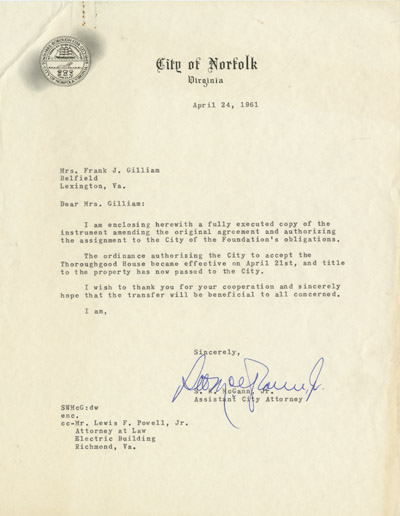 City of Norfolk
Virginia
April 24, 1961
Mrs. Frank J. Gilliam
Belfield
Lexington, Va.
Dear Mrs. Gilliam:
I am enclosing herewith a fully executed copy of the
instrument amending the original agreement and authorizing
the assignment to the City of the Foundation's obligations.
The ordinance authorizing the City to accept the
Thoroughgood House became effective on April 21st, and title
to the property has now passed to the City.
I wish to thank you for your cooperation and sincerely
hope that the transfer will be beneficial to all concerned.
I am,
Sincerely,
McGann, Jr.
Assistant City Attorney
SWMcG:dw
enc.
cc-Mr. Lewis F. Powell, Jr.
Attorney at Law
Electric Building
Richmond, Va.